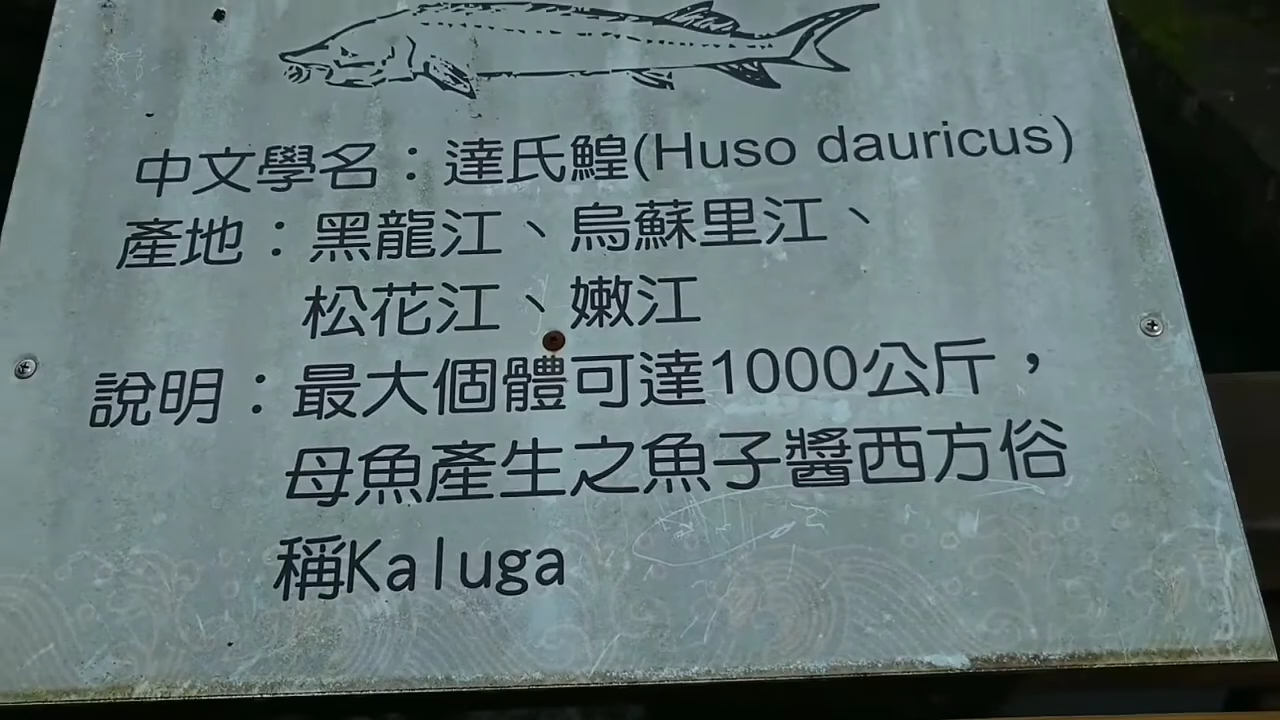 中文學名：達氏鰉(Huso dauricus)
產地：黑龍江、烏蘇里江、
松花江、嫩江
說明：最大個體可達1000公斤，
母魚產生之魚子醬西方俗
稱Kaluga